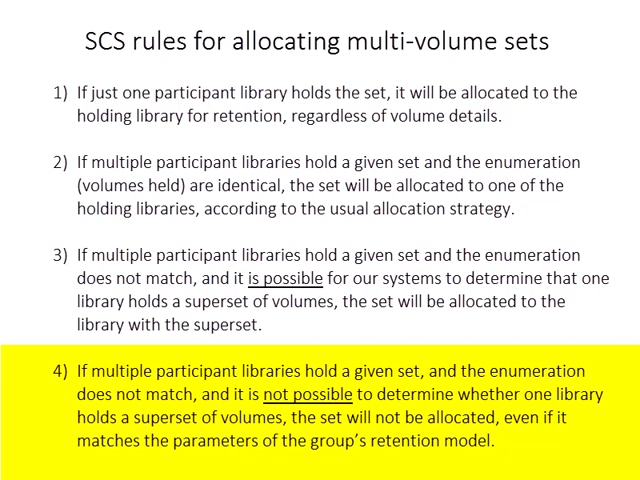 SCS rules for allocating multi-volume sets
1) If just one participant library holds the set, it will be allocated to the
holding library for retention, regardless of volume details.
2) If multiple participant libraries hold a given set and the enumeration
(volumes held) are identical, the set will be allocated to one of the
holding libraries, according to the usual allocation strategy.
3) If multiple participant libraries hold a given set and the enumeration
does not match, and it is possible for our systems to determine that one
library holds a superset of volumes, the set will be allocated to the
library with the superset.
4) If multiple participant libraries hold a given set, and the enumeration
does not match, and it is not possible to determine whether one library
holds a superset of volumes, the set will not be allocated, even if it
matches the parameters of the group's retention model.